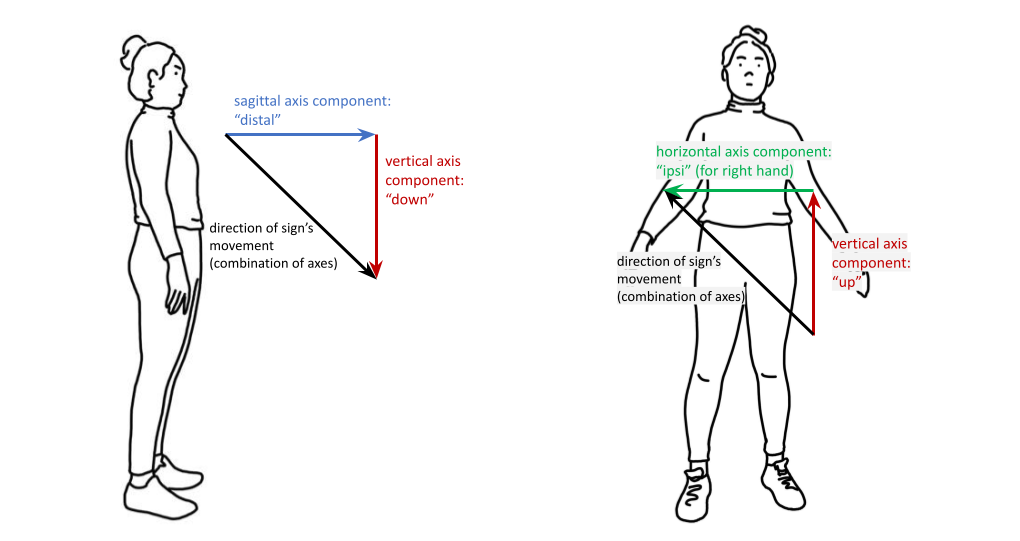 sagittal axis component:
“distal”
vertical axis
component:
“down”
direction of sign’s
movement
(combination of axes)
horizontal axis component:
“ipsi” (for right hand)
vertical axis
component:
“up”
direction of sign’s
movement
(combination of axes)